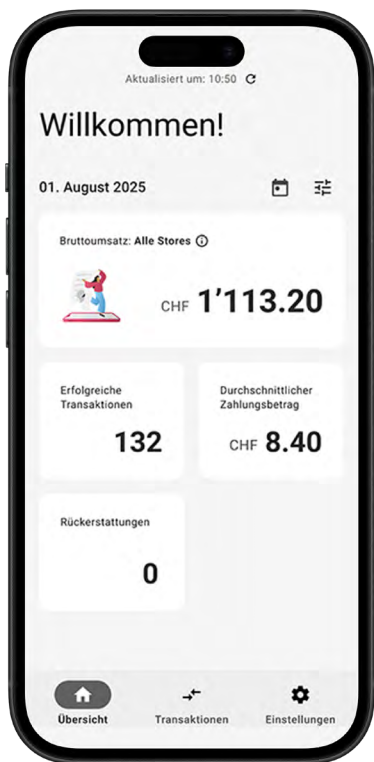 Aktualisiert um: 10:50
Willkommen!
01. August 2025
Bruttoumsatz: Alle Stores
CHF 1’113.20
Erfolgreiche
Transaktionen
132
Durchschnittlicher
Zahlungsbetrag
CHF 8.40
Rückerstattungen
0
Übersicht
Transaktionen
Einstellungen